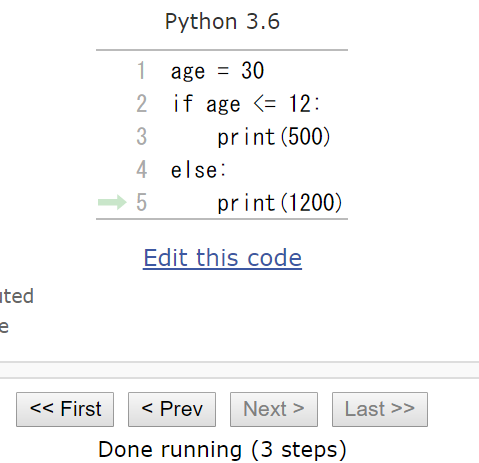 Python 3.6
1 age = 30
2 if age <= 12:
3     print(500)
4 else:
5     print(1200)
Edit this code
<< First < Prev Next > Last >>
Done running (3 steps)